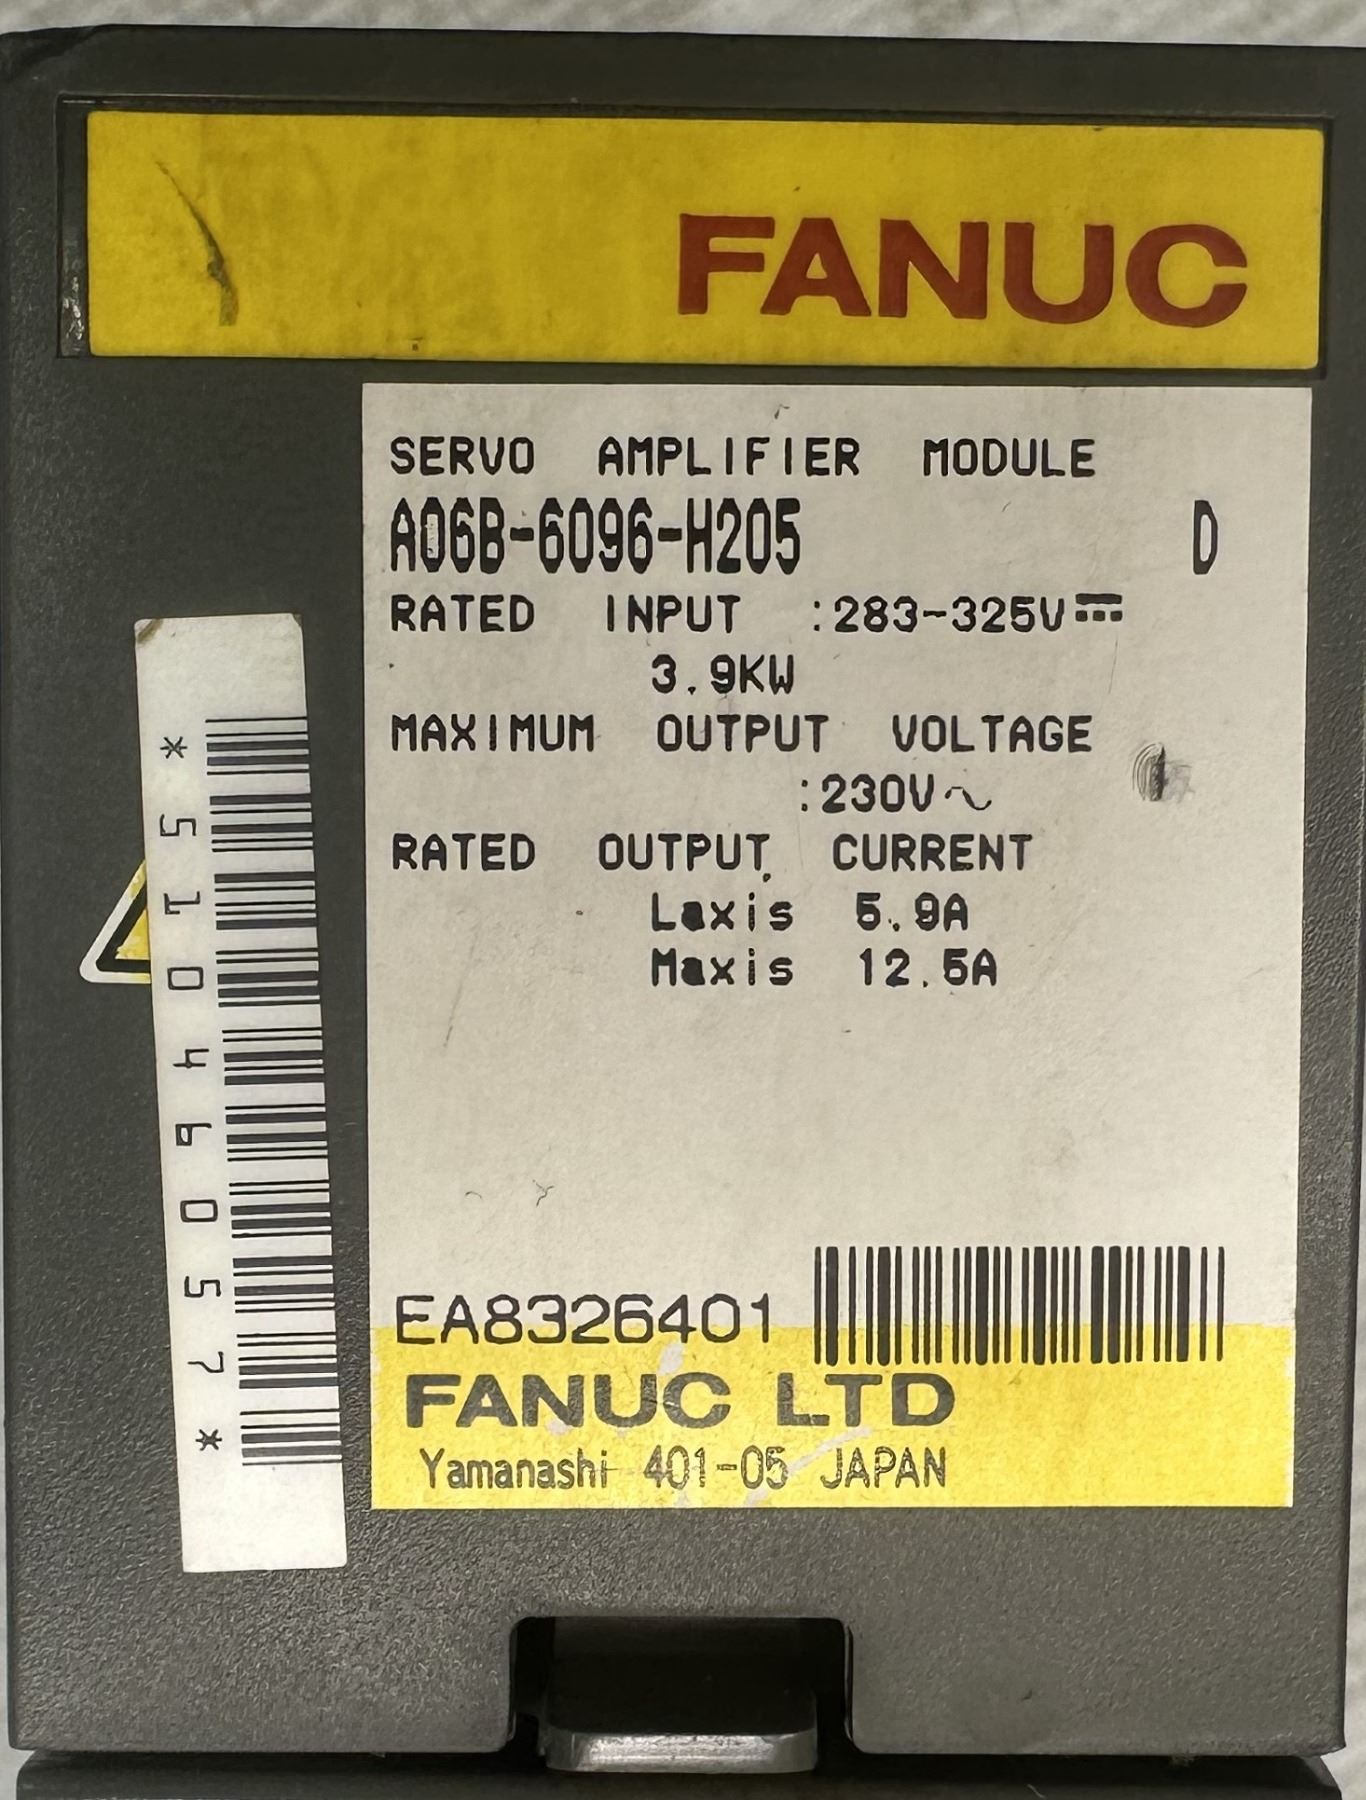 FANUC
SERVO AMPLIFIER MODULE
A06B-6096-H205 D
RATED INPUT :283~325V⎓
3.9KW
MAXIMUM OUTPUT VOLTAGE
:230V∿
RATED OUTPUT CURRENT
Laxis 5.9A
Maxis 12.5A
EA8326401
FANUC LTD
Yamanashi 401-05 JAPAN
*51046057*